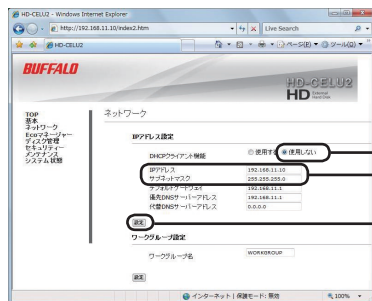 HD-CELU2 - Windows Internet Explorer
http://192.168.11.10/index2.htm
Live Search
HD-CELU2
ページ(P)
ツール(O)
BUFFALO
HD-CELU2
HD External Hard Disk
TOP
基本
ネットワーク
Ecoマネージャー
ディスク管理
セキュリティー
メンテナンス
システム状態
ネットワーク
IPアドレス設定
DHCPクライアント機能 使用する 使用しない
IPアドレス 192.168.11.10
サブネットマスク 255.255.255.0
デフォルトゲートウェイ 192.168.11.1
優先DNSサーバーアドレス 192.168.11.1
代替DNSサーバーアドレス 0.0.0.0
設定
ワークグループ設定
ワークグループ名 WORKGROUP
設定
インターネット | 保護モード: 無効 100%